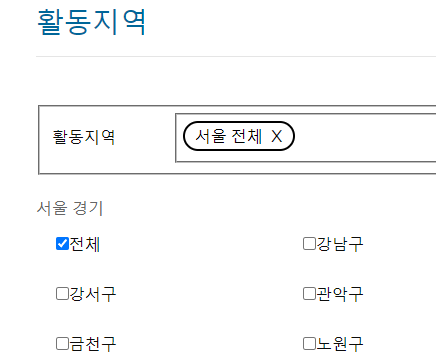 활동지역
활동지역 서울 전체 X
서울 경기
전체 강남구
강서구 관악구
금천구 노원구